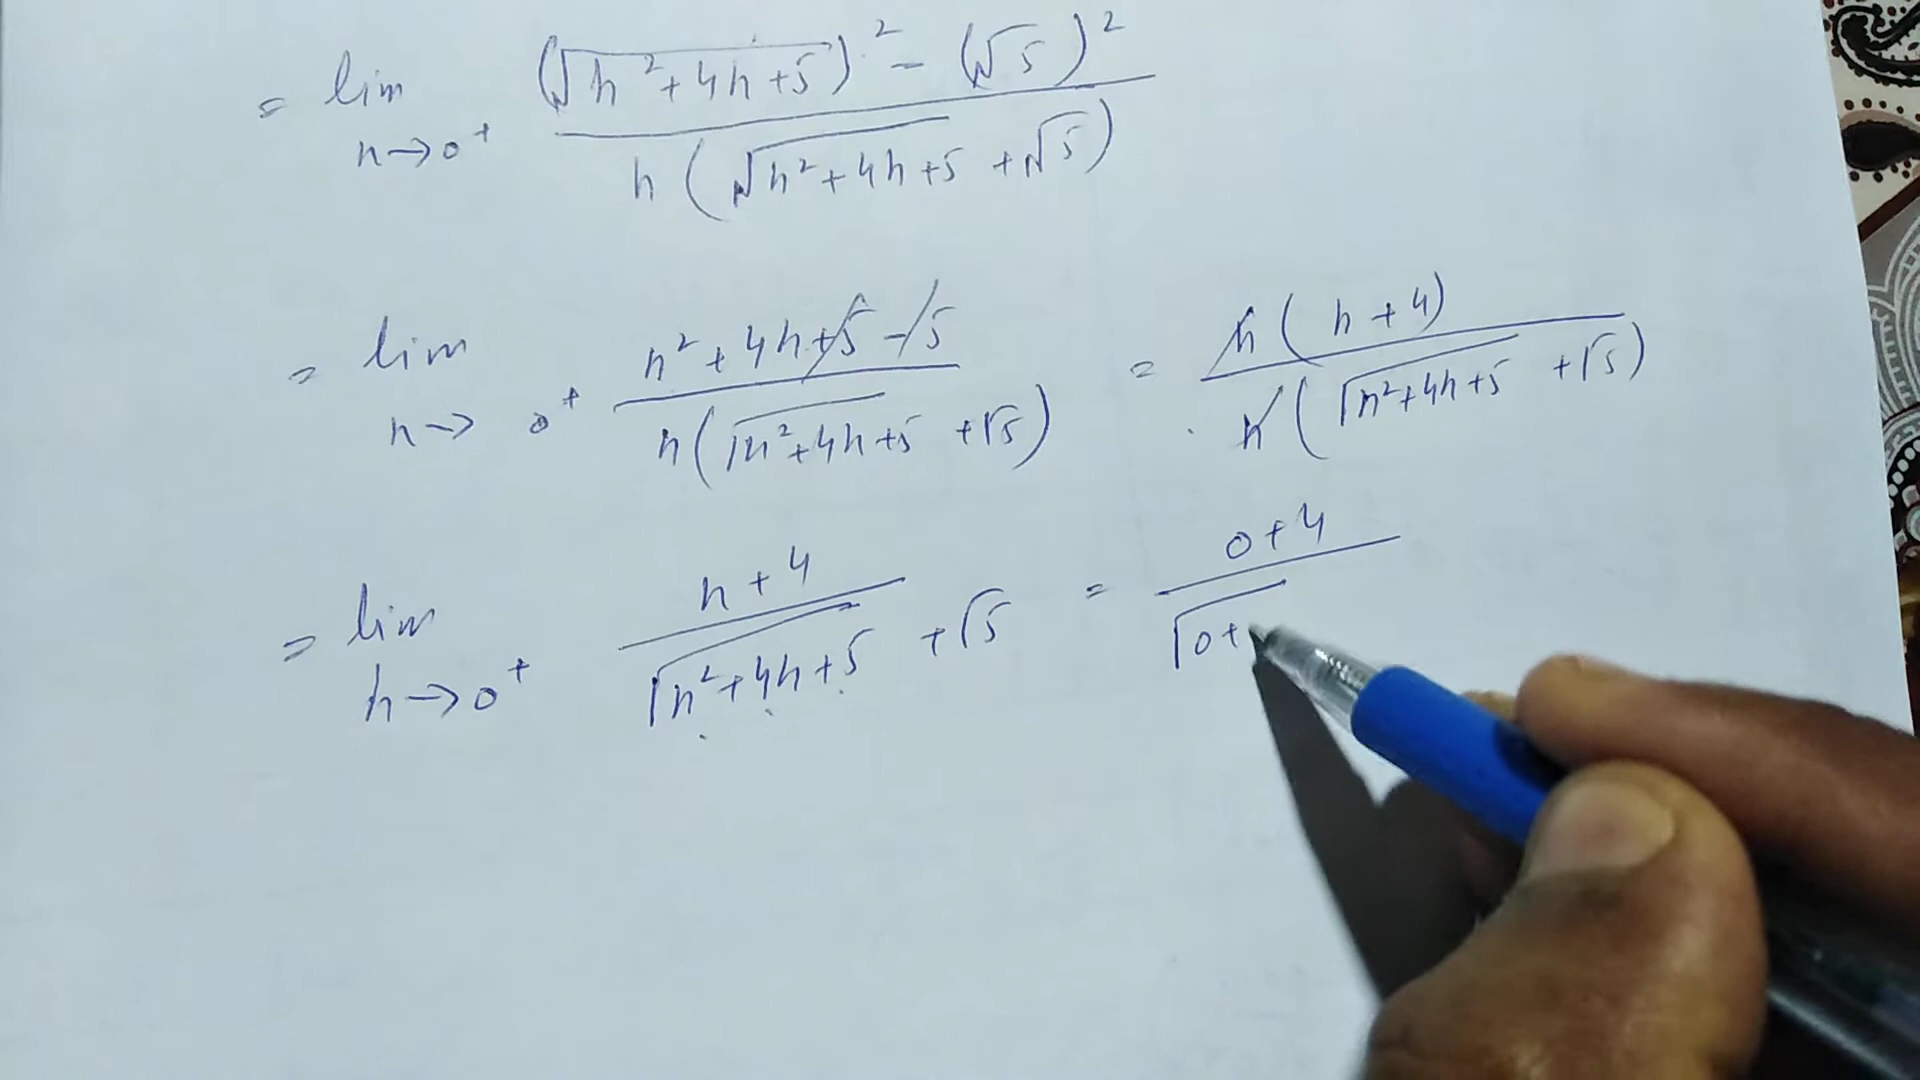 = lim h→0⁺ (√(h²+4h+5))² − (√5)² / h(√(h²+4h+5) + √5)
= lim h→0⁺ h²+4h+5−5 / h(√(h²+4h+5) + √5) = h(h+4) / h(√(h²+4h+5) + √5)
= lim h→0⁺ h+4 / √(h²+4h+5) + √5 = 0+4 / √(0+